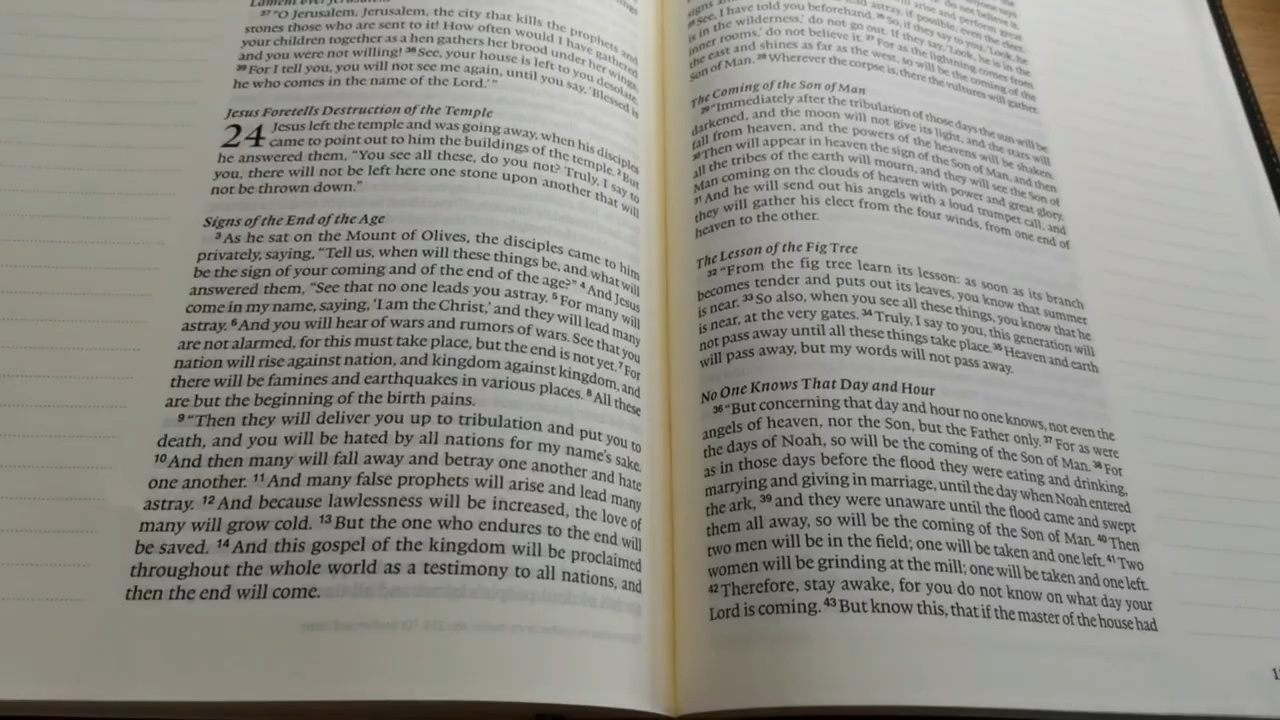 Lament over Jerusalem
37 "O Jerusalem, Jerusalem, the city that kills the prophets and
stones those who are sent to it! How often would I have gathered
your children together as a hen gathers her brood under her wings,
and you were not willing! 38 See, your house is left to you desolate.
39 For I tell you, you will not see me again, until you say, 'Blessed is
he who comes in the name of the Lord.'"
Jesus Foretells Destruction of the Temple
24 Jesus left the temple and was going away, when his disciples
came to point out to him the buildings of the temple. 2 But
he answered them, "You see all these, do you not? Truly, I say to
you, there will not be left here one stone upon another that will
not be thrown down."
Signs of the End of the Age
3 As he sat on the Mount of Olives, the disciples came to him
privately, saying, "Tell us, when will these things be, and what will
be the sign of your coming and of the end of the age?" 4 And Jesus
answered them, "See that no one leads you astray. 5 For many will
come in my name, saying, 'I am the Christ,' and they will lead many
astray. 6 And you will hear of wars and rumors of wars. See that you
are not alarmed, for this must take place, but the end is not yet. 7 For
nation will rise against nation, and kingdom against kingdom, and
there will be famines and earthquakes in various places. 8 All these
are but the beginning of the birth pains.
9 "Then they will deliver you up to tribulation and put you to
death, and you will be hated by all nations for my name's sake.
10 And then many will fall away and betray one another and hate
one another. 11 And many false prophets will arise and lead many
astray. 12 And because lawlessness will be increased, the love of
many will grow cold. 13 But the one who endures to the end will
be saved. 14 And this gospel of the kingdom will be proclaimed
throughout the whole world as a testimony to all nations, and
then the end will come.
arise and perform great
signs and lead astray, if possible, even the elect.
25 See, I have told you beforehand. 26 So, if they say to you, 'Look, he
is in the wilderness,' do not go out. If they say, 'Look, he is in the
inner rooms,' do not believe it. 27 For as the lightning comes from
the east and shines as far as the west, so will be the coming of the
Son of Man. 28 Wherever the corpse is, there the vultures will gather.
The Coming of the Son of Man
29 "Immediately after the tribulation of those days the sun will be
darkened, and the moon will not give its light, and the stars will
fall from heaven, and the powers of the heavens will be shaken.
30 Then will appear in heaven the sign of the Son of Man, and then
all the tribes of the earth will mourn, and they will see the Son of
Man coming on the clouds of heaven with power and great glory.
31 And he will send out his angels with a loud trumpet call, and
they will gather his elect from the four winds, from one end of
heaven to the other.
The Lesson of the Fig Tree
32 "From the fig tree learn its lesson: as soon as its branch
becomes tender and puts out its leaves, you know that summer
is near. 33 So also, when you see all these things, you know that he
is near, at the very gates. 34 Truly, I say to you, this generation will
not pass away until all these things take place. 35 Heaven and earth
will pass away, but my words will not pass away.
No One Knows That Day and Hour
36 "But concerning that day and hour no one knows, not even the
angels of heaven, nor the Son, but the Father only. 37 For as were
the days of Noah, so will be the coming of the Son of Man. 38 For
as in those days before the flood they were eating and drinking,
marrying and giving in marriage, until the day when Noah entered
the ark, 39 and they were unaware until the flood came and swept
them all away, so will be the coming of the Son of Man. 40 Then
two men will be in the field; one will be taken and one left. 41 Two
women will be grinding at the mill; one will be taken and one left.
42 Therefore, stay awake, for you do not know on what day your
Lord is coming. 43 But know this, that if the master of the house had